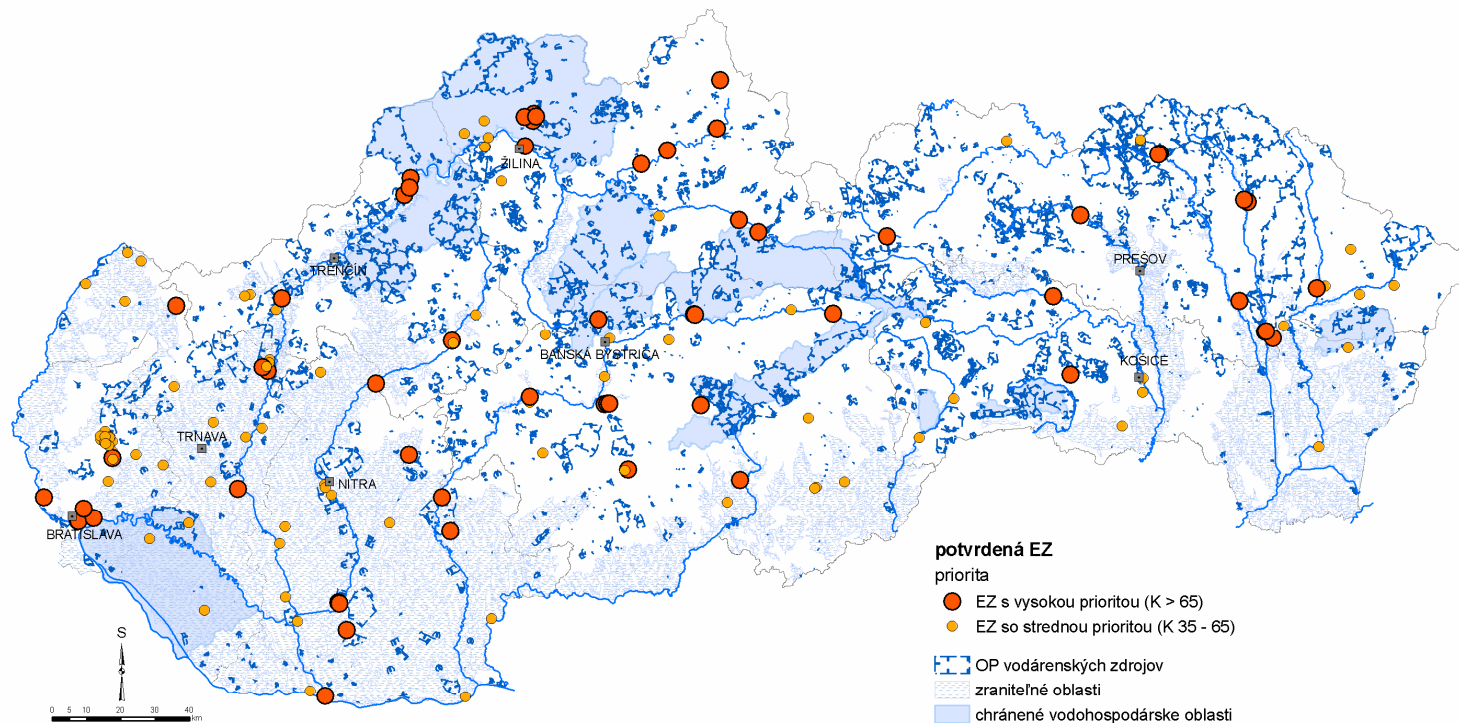 ŽILINA
TRENČÍN
PREŠOV
BANSKÁ BYSTRICA
KOŠICE
TRNAVA
NITRA
BRATISLAVA
potvrdená EZ
priorita
EZ s vysokou prioritou (K > 65)
EZ so strednou prioritou (K 35 - 65)
OP vodárenských zdrojov
zraniteľné oblasti
chránené vodohospodárske oblasti
S
0 5 10 20 30 40
km